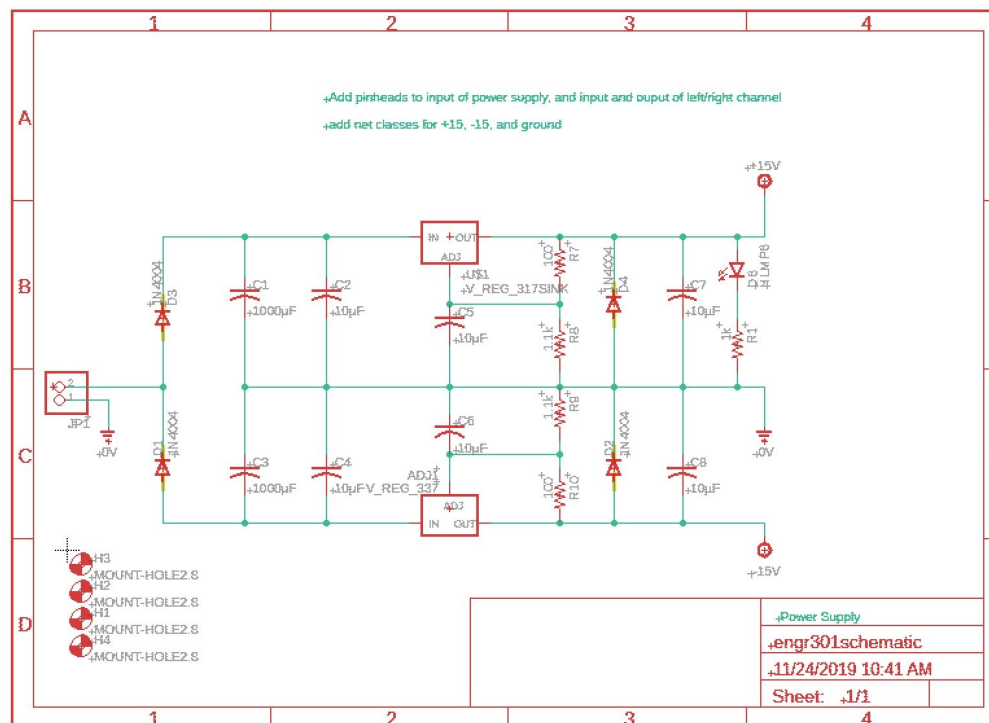 1 2 3 4
A
+Add pinheads to input of power supply, and input and ouput of left/right channel
+add net classes for +15, -15, and ground
+15V
B
IN OUT
ADJ
U$1
V_REG_317SINK
1N4004
D3
C1
1000µF
C2
10µF
C5
10µF
100
R7
1.1k
R8
1N4004
D4
C7
10µF
D8
1k
R1
2
1
JP1
0V
C
D1
1N4004
C3
1000µF
C4
10µF
C6
10µF
ADJ1
V_REG_337
ADJ
IN OUT
1.1k
R9
100
R10
D2
1N4004
C8
10µF
0V
-15V
H3
MOUNT-HOLE2.8
H2
MOUNT-HOLE2.8
H1
MOUNT-HOLE2.8
H4
MOUNT-HOLE2.8
D
Power Supply
engr301schematic
11/24/2019 10:41 AM
Sheet: 1/1
1 2 3 4